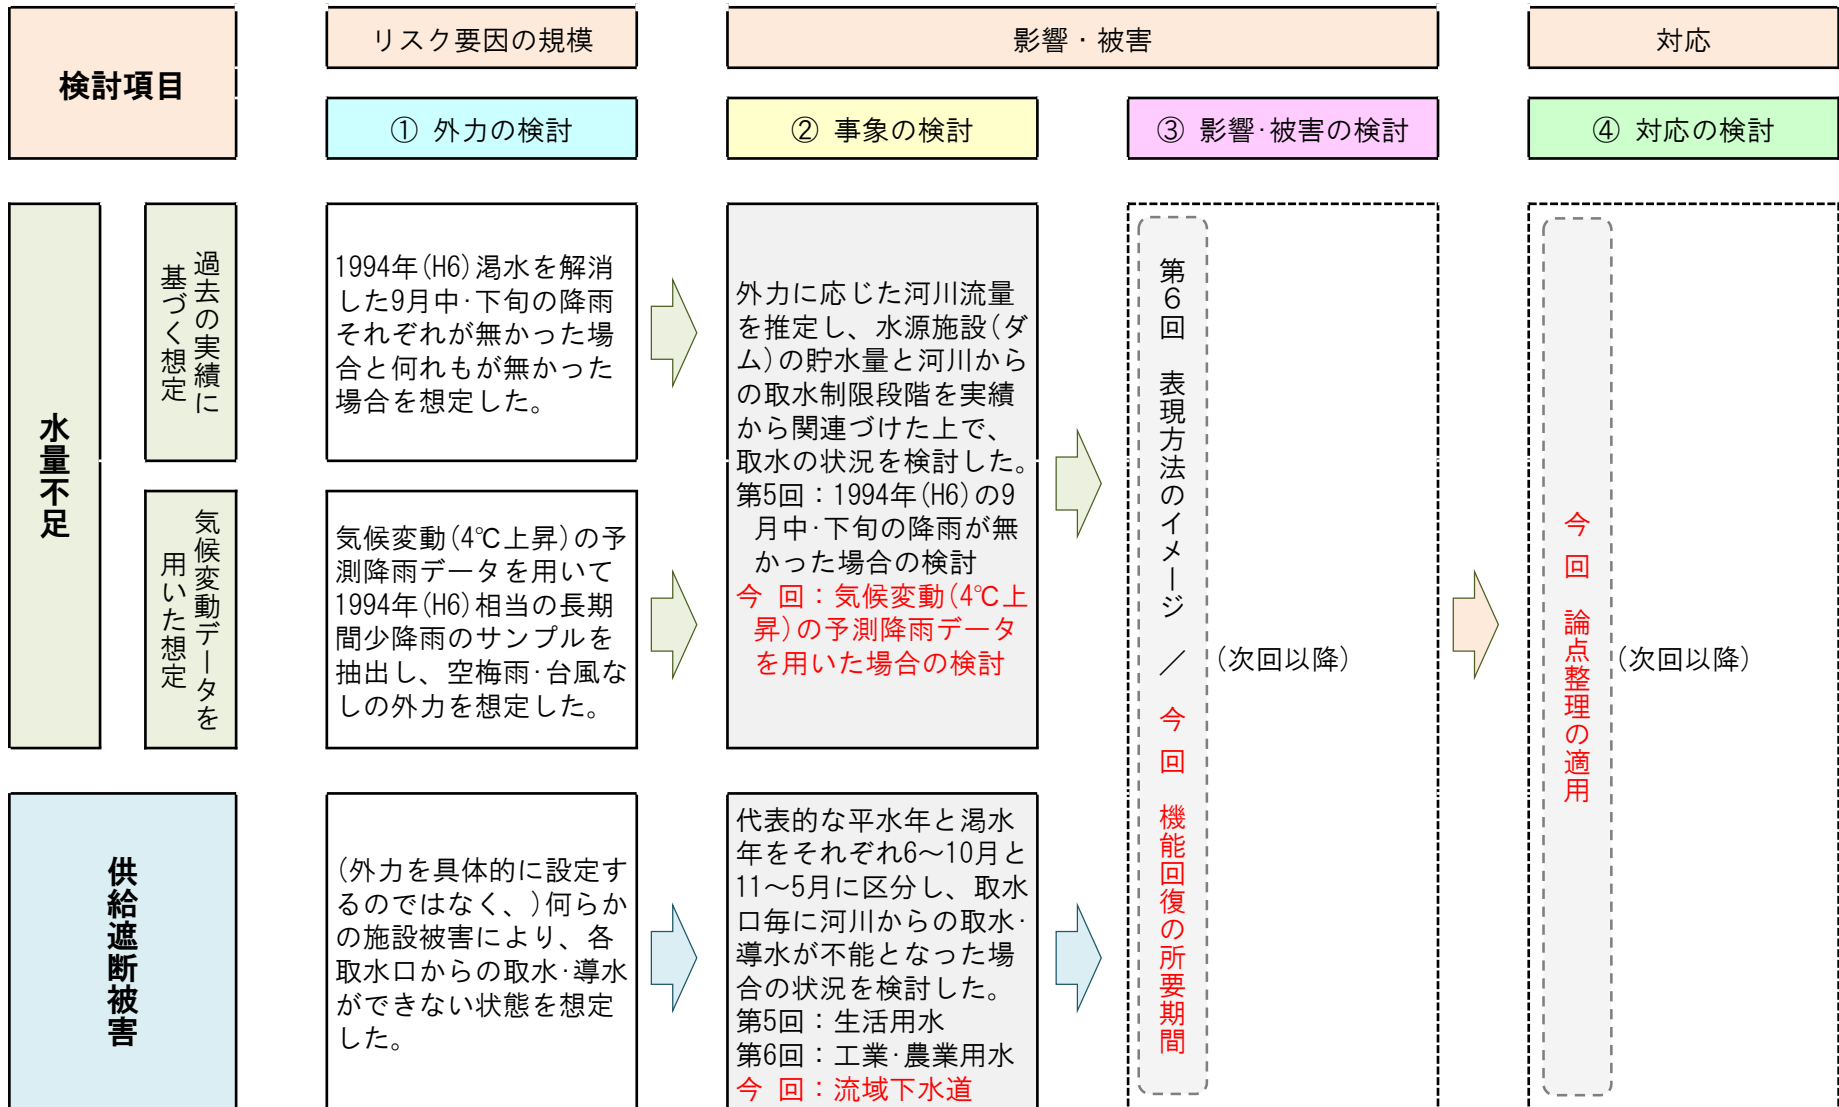 検討項目
リスク要因の規模
影響・被害
対応
① 外力の検討
② 事象の検討
③ 影響･被害の検討
④ 対応の検討
水量不足
過去の実績に
基づく想定
1994年(H6)渇水を解消
した9月中･下旬の降雨
それぞれが無かった場
合と何れもが無かった
場合を想定した。
気候変動データを
用いた想定
気候変動(4℃上昇)の予
測降雨データを用いて
1994年(H6)相当の長期
間少降雨のサンプルを
抽出し、空梅雨･台風な
しの外力を想定した。
外力に応じた河川流量
を推定し、水源施設(ダ
ム)の貯水量と河川から
の取水制限段階を実績
から関連づけた上で、
取水の状況を検討した。
第5回：1994年(H6)の9
月中･下旬の降雨が無
かった場合の検討
今 回：気候変動(4℃上
昇)の予測降雨データ
を用いた場合の検討
供給遮断被害
(外力を具体的に設定す
るのではなく、)何らか
の施設被害により、各
取水口からの取水･導水
ができない状態を想定
した。
代表的な平水年と渇水
年をそれぞれ6～10月と
11～5月に区分し、取水
口毎に河川からの取水･
導水が不能となった場
合の状況を検討した。
第5回：生活用水
第6回：工業･農業用水
今 回：流域下水道
第6回 表現方法のイメージ ／ 今 回 機能回復の所要期間
(次回以降)
今 回 論点整理の適用
(次回以降)